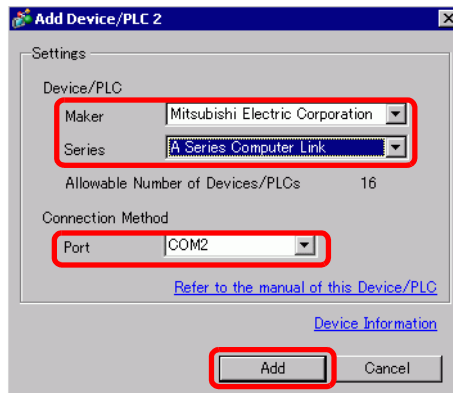 Add Device/PLC 2
Settings
Device/PLC
Maker Mitsubishi Electric Corporation
Series A Series Computer Link
Allowable Number of Devices/PLCs 16
Connection Method
Port COM2
Refer to the manual of this Device/PLC
Device Information
Add Cancel